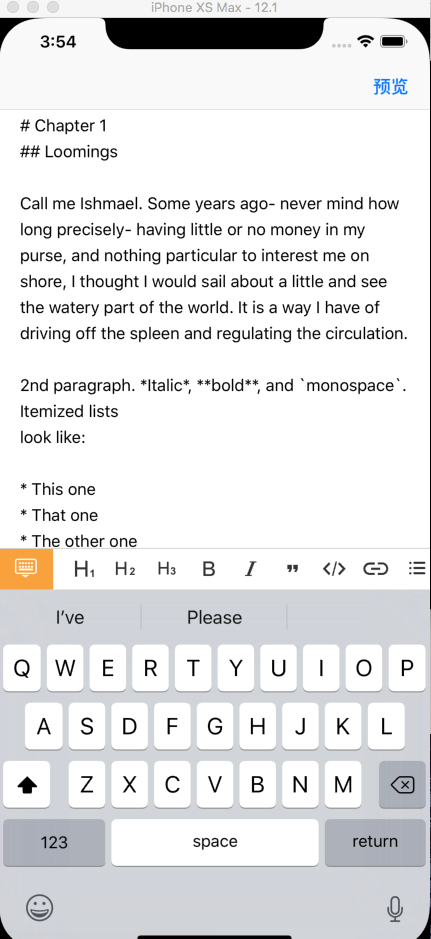 iPhone XS Max - 12.1
3:54
预览
# Chapter 1
## Loomings
Call me Ishmael. Some years ago- never mind how
long precisely- having little or no money in my
purse, and nothing particular to interest me on
shore, I thought I would sail about a little and see
the watery part of the world. It is a way I have of
driving off the spleen and regulating the circulation.
2nd paragraph. *Italic*, **bold**, and `monospace`.
Itemized lists
look like:
* This one
* That one
* The other one
H1 H2 H3 B I " </>
I've Please
Q W E R T Y U I O P
A S D F G H J K L
Z X C V B N M
123 space return